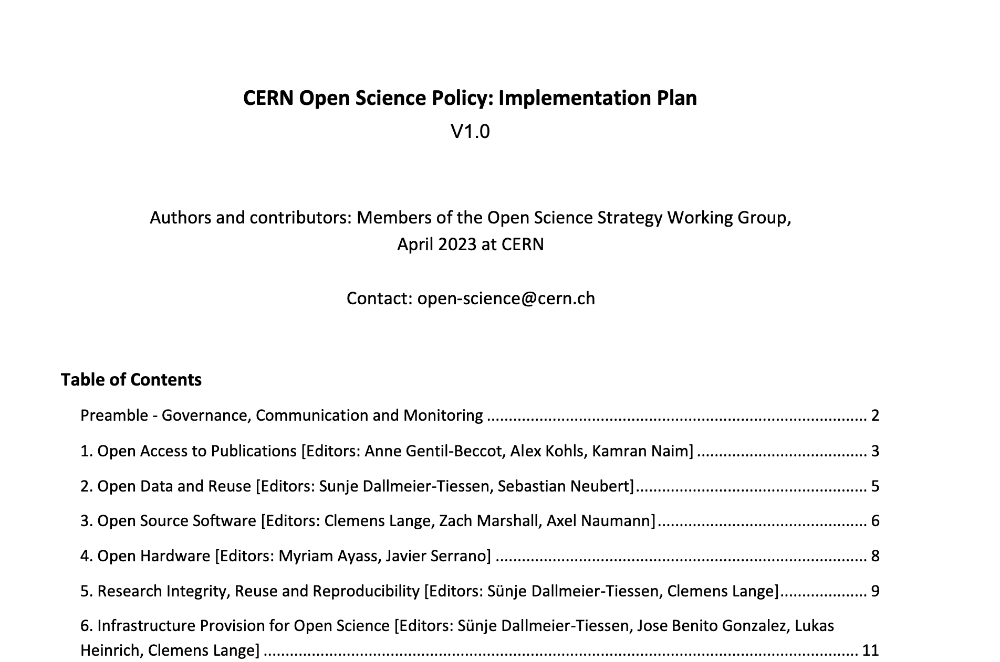 CERN Open Science Policy: Implementation Plan
V1.0
Authors and contributors: Members of the Open Science Strategy Working Group,
April 2023 at CERN
Contact: open-science@cern.ch
Table of Contents
Preamble - Governance, Communication and Monitoring ........................................................................................ 2
1. Open Access to Publications [Editors: Anne Gentil-Beccot, Alex Kohls, Kamran Naim] ....................................... 3
2. Open Data and Reuse [Editors: Sunje Dallmeier-Tiessen, Sebastian Neubert]..................................................... 5
3. Open Source Software [Editors: Clemens Lange, Zach Marshall, Axel Naumann]................................................ 6
4. Open Hardware [Editors: Myriam Ayass, Javier Serrano] ..................................................................................... 8
5. Research Integrity, Reuse and Reproducibility [Editors: Sünje Dallmeier-Tiessen, Clemens Lange].................... 9
6. Infrastructure Provision for Open Science [Editors: Sünje Dallmeier-Tiessen, Jose Benito Gonzalez, Lukas
Heinrich, Clemens Lange] ........................................................................................................................................ 11